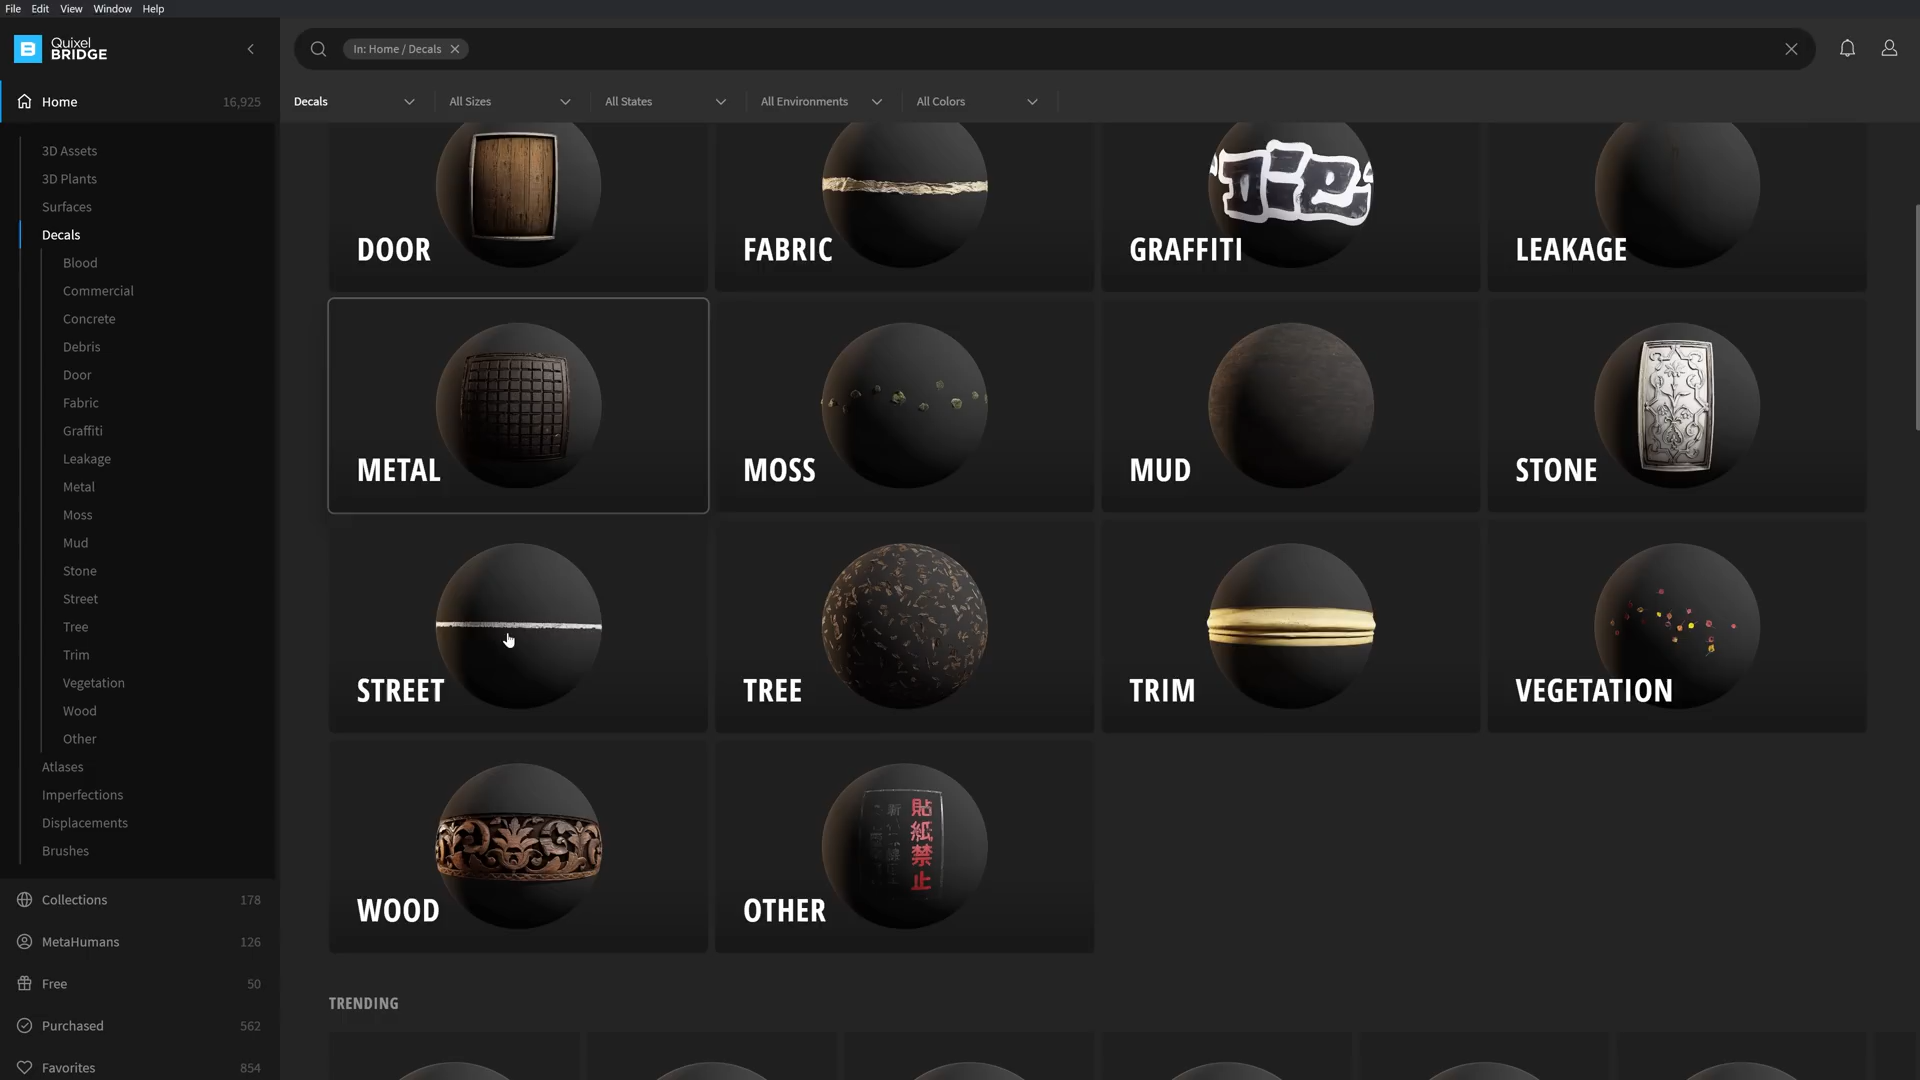 File Edit View Window Help
Quixel
BRIDGE
In: Home / Decals
Home 16,925
Decals All Sizes All States All Environments All Colors
3D Assets
3D Plants
Surfaces
Decals
Blood
Commercial
Concrete
Debris
Door
Fabric
Graffiti
Leakage
Metal
Moss
Mud
Stone
Street
Tree
Trim
Vegetation
Wood
Other
Atlases
Imperfections
Displacements
Brushes
Collections 178
MetaHumans 126
Free 50
Purchased 562
Favorites 854
DOOR FABRIC GRAFFITI LEAKAGE
METAL MOSS MUD STONE
STREET TREE TRIM VEGETATION
WOOD OTHER
貼紙禁止
TRENDING